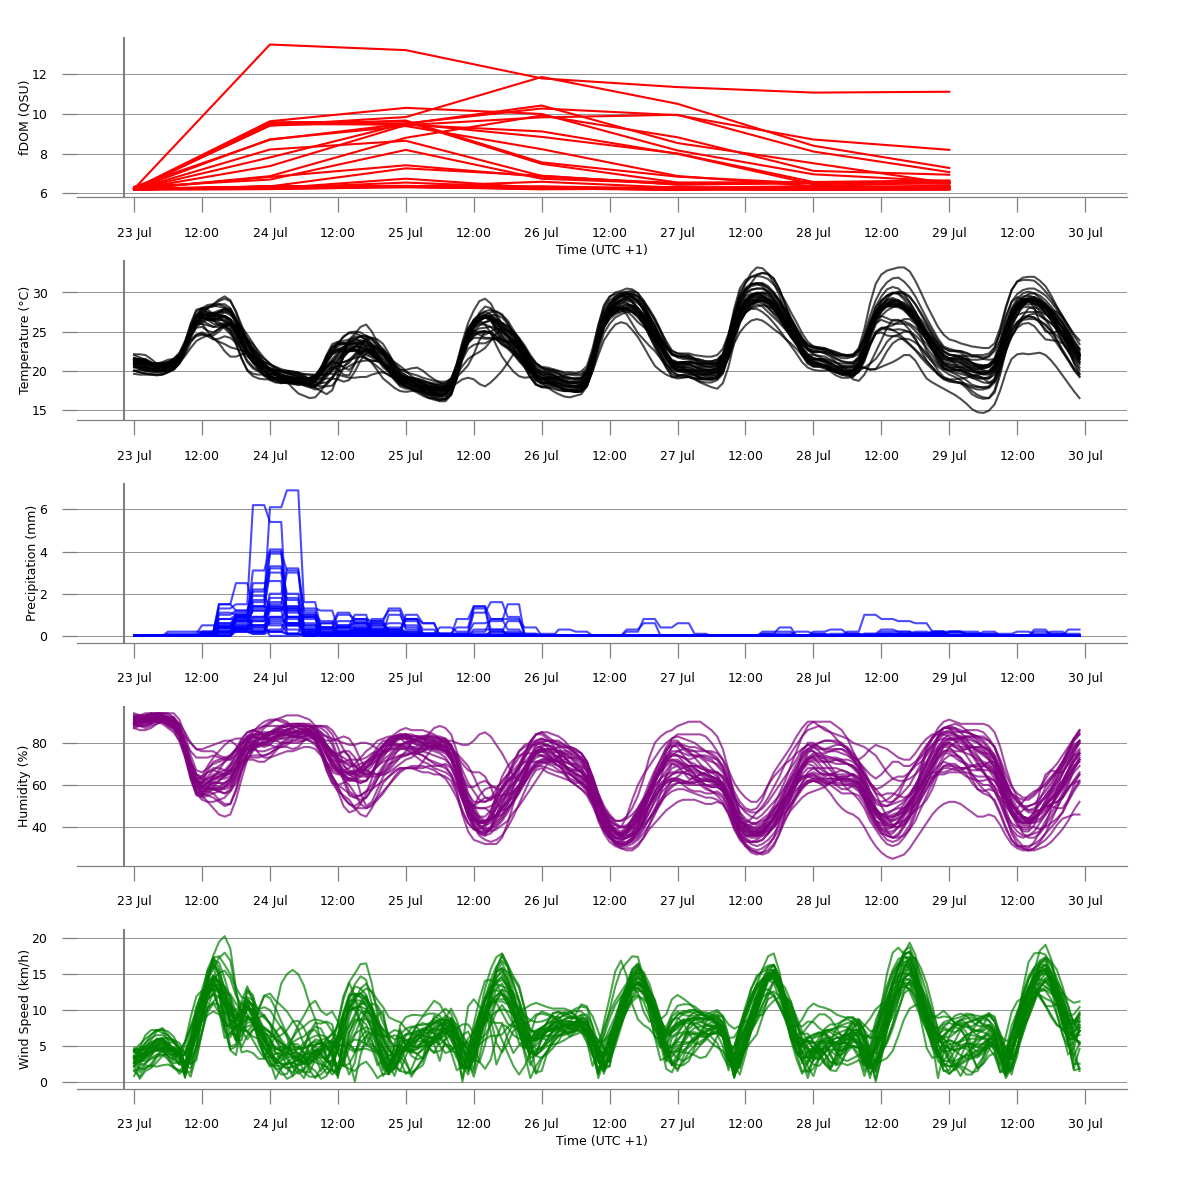 12
10
8
6
fDOM (QSU)
23 Jul 12:00 24 Jul 12:00 25 Jul 12:00 26 Jul 12:00 27 Jul 12:00 28 Jul 12:00 29 Jul 12:00 30 Jul
Time (UTC +1)
30
25
20
15
Temperature (°C)
23 Jul 12:00 24 Jul 12:00 25 Jul 12:00 26 Jul 12:00 27 Jul 12:00 28 Jul 12:00 29 Jul 12:00 30 Jul
6
4
2
0
Precipitation (mm)
23 Jul 12:00 24 Jul 12:00 25 Jul 12:00 26 Jul 12:00 27 Jul 12:00 28 Jul 12:00 29 Jul 12:00 30 Jul
80
60
40
Humidity (%)
23 Jul 12:00 24 Jul 12:00 25 Jul 12:00 26 Jul 12:00 27 Jul 12:00 28 Jul 12:00 29 Jul 12:00 30 Jul
20
15
10
5
0
Wind Speed (km/h)
23 Jul 12:00 24 Jul 12:00 25 Jul 12:00 26 Jul 12:00 27 Jul 12:00 28 Jul 12:00 29 Jul 12:00 30 Jul
Time (UTC +1)